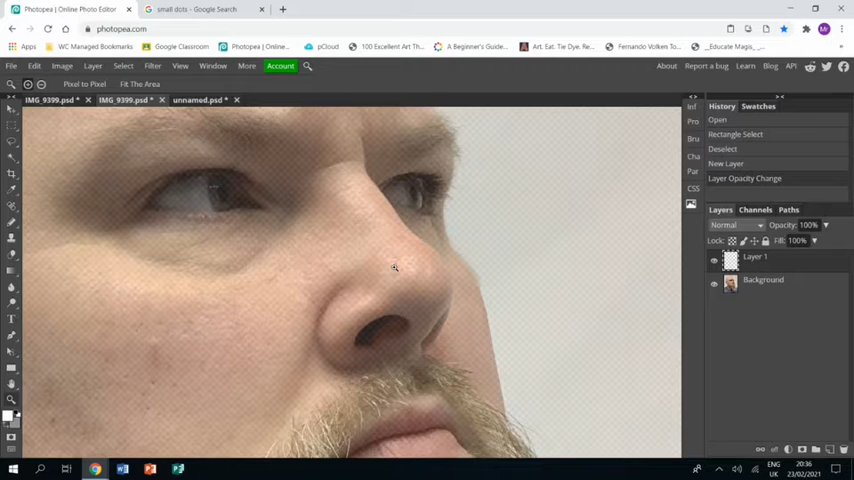 Photopea | Online Photo Editor
small dots - Google Search
photopea.com
Mr
Apps
WC Managed Bookmarks
Google Classroom
Photopea | Online...
pCloud
100 Excellent Art Th...
A Beginner's Guide...
Art. Eat. Tie Dye. Re...
Fernando Volken To...
__Educate Magis,_...
File Edit Image Layer Select Filter View Window More Account
About Report a bug Learn Blog API
Pixel to Pixel Fit The Area
IMG_9399.psd *
IMG_9399.psd *
unnamed.psd *
Inf
Pro
Bru
Cha
Par
CSS
History Swatches
Open
Rectangle Select
Deselect
New Layer
Layer Opacity Change
Layers Channels Paths
Normal Opacity: 100%
Lock: Fill: 100%
Layer 1
Background
ENG
UK
20:36
23/02/2021